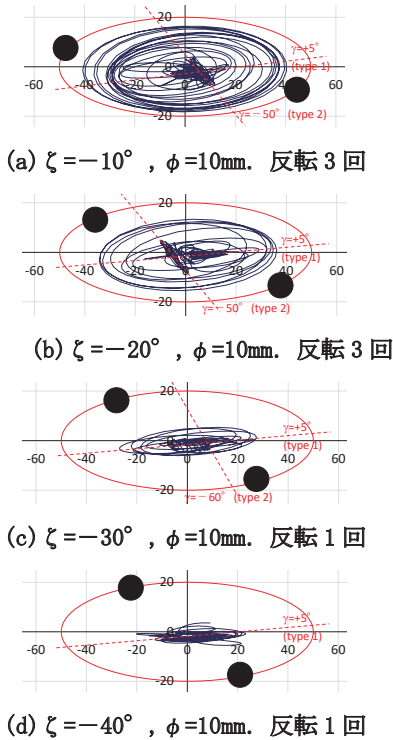 20
γ=+5°
(type 1)
-60 -40 -20 0 20 40 60
-20
γ=－50° (type 2)
(a) ζ=－10° , φ=10mm. 反転 3 回
20
γ=+5°
0
(type 1)
-60 -40 -20 0 20 40 60
-20
γ=－50° (type 2)
(b) ζ=－20° , φ=10mm. 反転 3 回
20
γ=+5°
0
(type 1)
-60 -40 -20 0 20 40 60
-20
γ=－60° (type 2)
(c) ζ=－30° , φ=10mm. 反転 1 回
20
γ=+5°
0
(type 1)
-60 -40 -20 0 20 40 60
-20
(d) ζ=－40° , φ=10mm. 反転 1 回